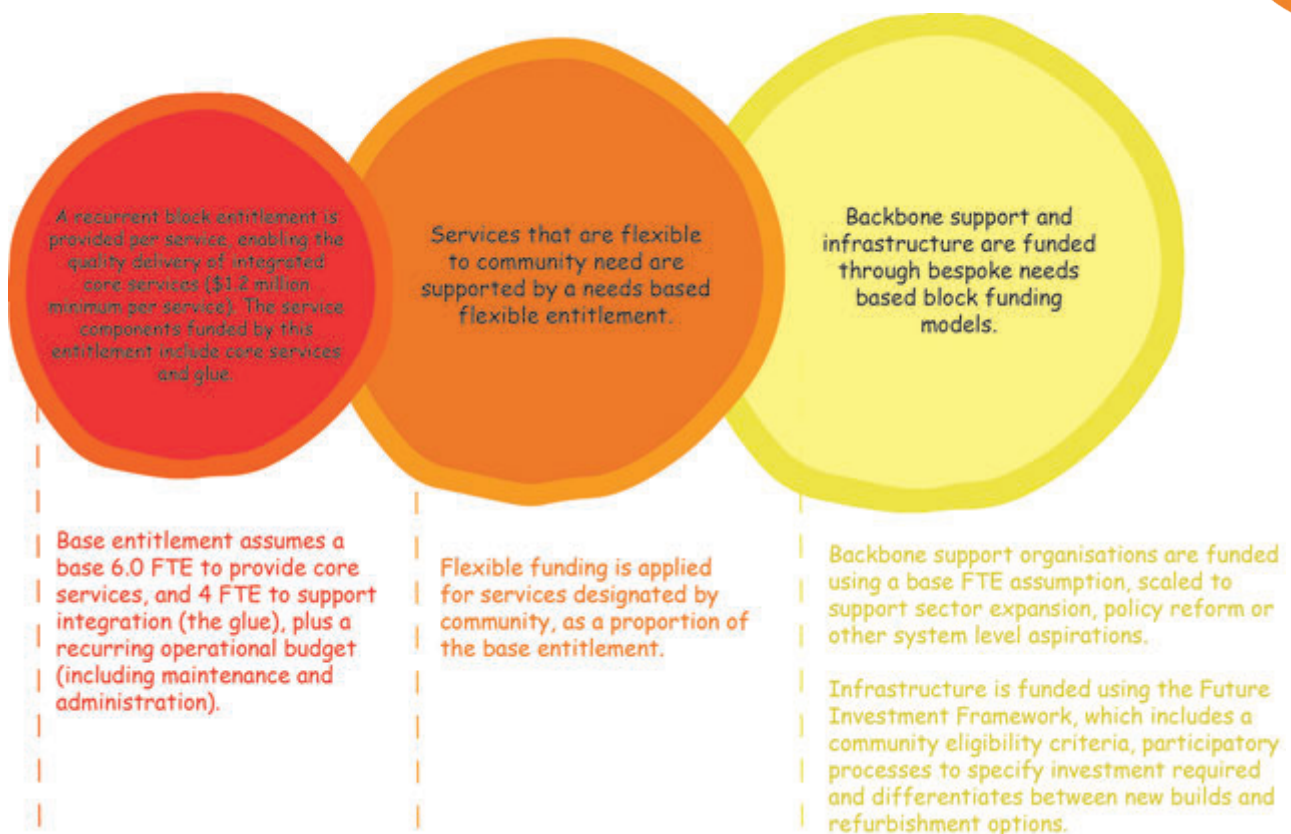 A recurrent block entitlement is
provided per service, enabling the
quality delivery of integrated
core services ($1.2 million
minimum per service). The service
components funded by this
entitlement include core services
and glue.
Services that are flexible
to community need are
supported by a needs based
flexible entitlement.
Backbone support and
infrastructure are funded
through bespoke needs
based block funding
models.
Base entitlement assumes a
base 6.0 FTE to provide core
services, and 4 FTE to support
integration (the glue), plus a
recurring operational budget
(including maintenance and
administration).
Flexible funding is applied
for services designated by
community, as a proportion of
the base entitlement.
Backbone support organisations are funded
using a base FTE assumption, scaled to
support sector expansion, policy reform or
other system level aspirations.
Infrastructure is funded using the Future
Investment Framework, which includes a
community eligibility criteria, participatory
processes to specify investment required
and differentiates between new builds and
refurbishment options.